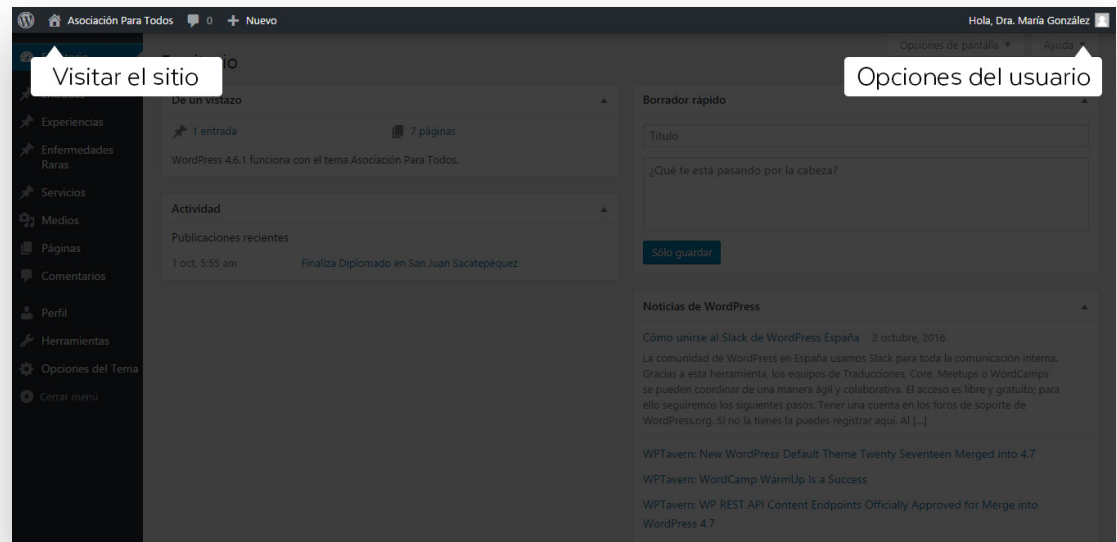 Asociación Para Todos 0 + Nuevo Hola, Dra. María González
Opciones de pantalla Ayuda
Visitar el sitio
Opciones del usuario
De un vistazo
1 entrada 7 páginas
WordPress 4.6.1 funciona con el tema Asociación Para Todos.
Actividad
Publicaciones recientes
1 oct, 5:55 am Finaliza Diplomado en San Juan Sacatepéquez
Experiencias
Enfermedades
Raras
Servicios
Medios
Páginas
Comentarios
Perfil
Herramientas
Opciones del Tema
Cerrar menú
Borrador rápido
Título
¿Qué te está pasando por la cabeza?
Sólo guardar
Noticias de WordPress
Cómo unirse al Slack de WordPress España 2 octubre, 2016
La comunidad de WordPress en España usamos Slack para toda la comunicación interna.
Gracias a esta herramienta, los equipos de Traducciones, Core, Meetups o WordCamps
se pueden coordinar de una manera ágil y colaborativa. El acceso es libre y gratuito; para
ello seguiremos los siguientes pasos: Tener una cuenta en los foros de soporte de
WordPress.org. Si no la tienes la puedes registrar aquí. Al [...]
WPTavern: New WordPress Default Theme Twenty Seventeen Merged into 4.7
WPTavern: WordCamp WarmUp Is a Success
WPTavern: WP REST API Content Endpoints Officially Approved for Merge into
WordPress 4.7